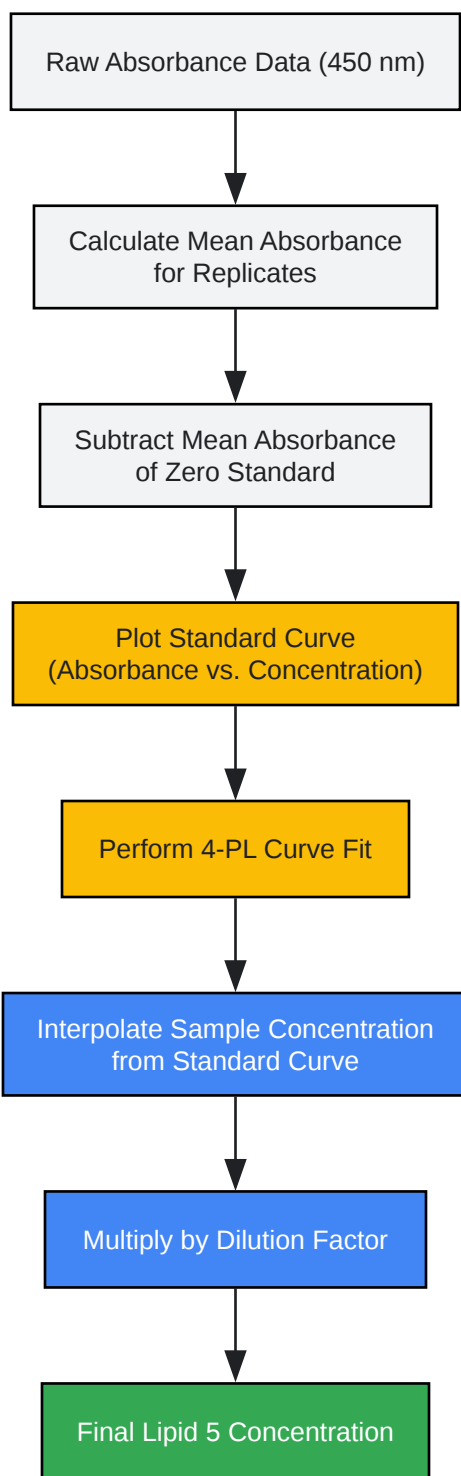 Raw Absorbance Data (450 nm)
Calculate Mean Absorbance
for Replicates
Subtract Mean Absorbance
of Zero Standard
Plot Standard Curve
(Absorbance vs. Concentration)
Perform 4-PL Curve Fit
Interpolate Sample Concentration
from Standard Curve
Multiply by Dilution Factor
Final Lipid 5 Concentration